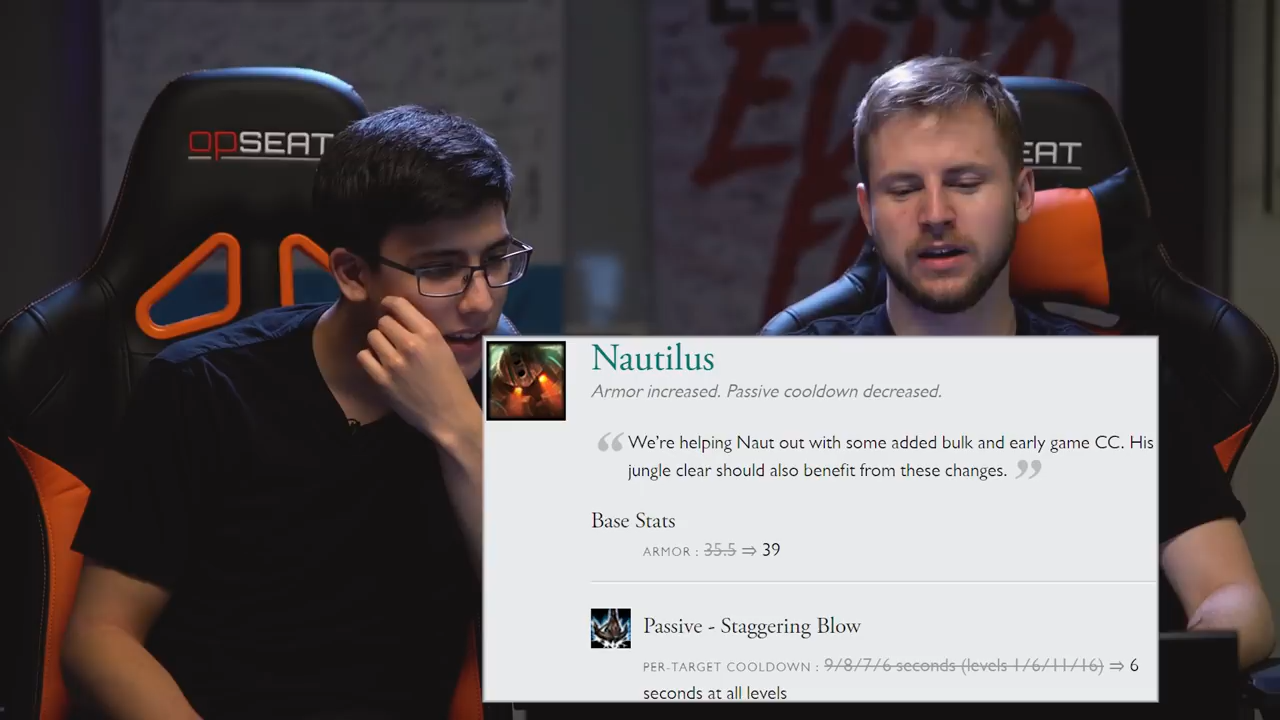 LET'S GO
ECHO
opSEAT
EAT
Nautilus
Armor increased. Passive cooldown decreased.
“ We're helping Naut out with some added bulk and early game CC. His
jungle clear should also benefit from these changes. ”
Base Stats
ARMOR : 35.5 ⇒ 39
Passive - Staggering Blow
PER-TARGET COOLDOWN : 9/8/7/6 seconds (levels 1/6/11/16) ⇒ 6
seconds at all levels